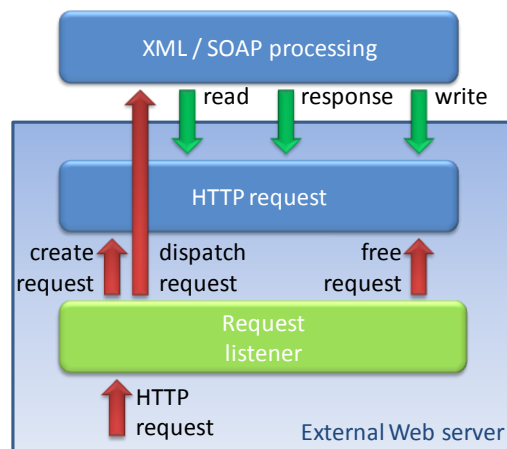 XML / SOAP processing
read
response
write
HTTP request
create
request
dispatch
request
free
request
Request
listener
HTTP
request
External Web server